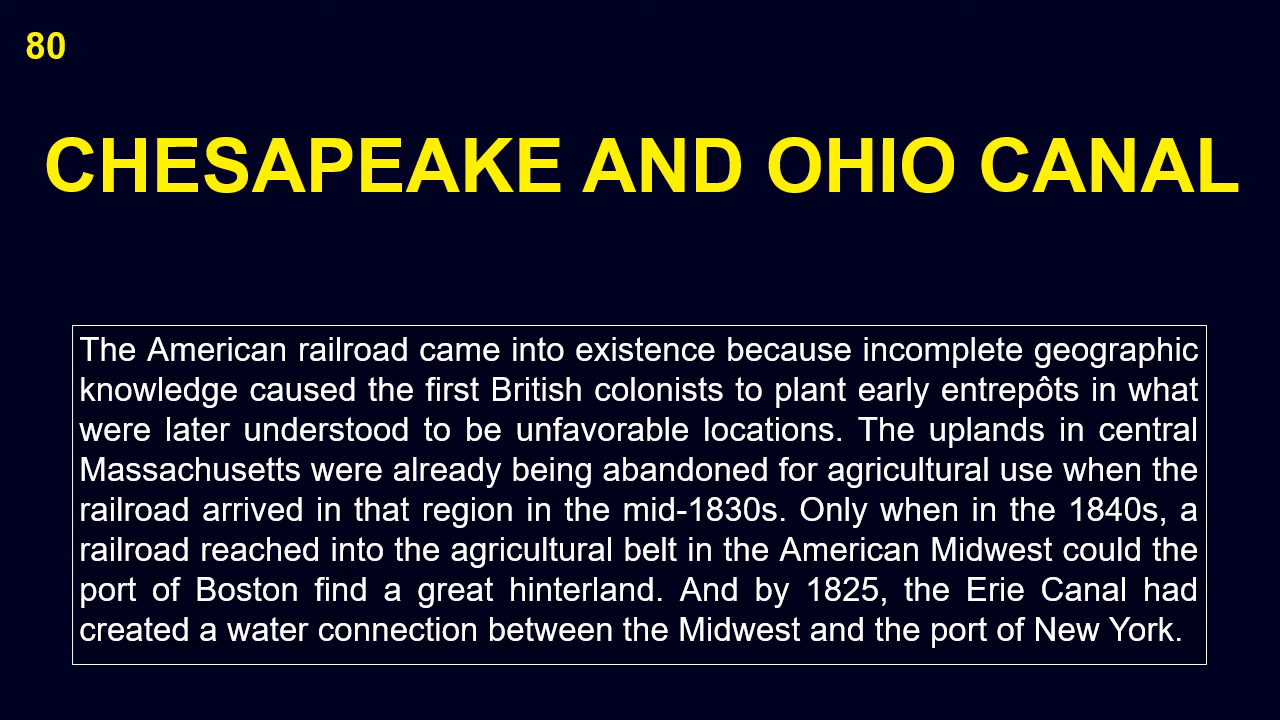 80
CHESAPEAKE AND OHIO CANAL
The American railroad came into existence because incomplete geographic
knowledge caused the first British colonists to plant early entrepôts in what
were later understood to be unfavorable locations. The uplands in central
Massachusetts were already being abandoned for agricultural use when the
railroad arrived in that region in the mid-1830s. Only when in the 1840s, a
railroad reached into the agricultural belt in the American Midwest could the
port of Boston find a great hinterland. And by 1825, the Erie Canal had
created a water connection between the Midwest and the port of New York.